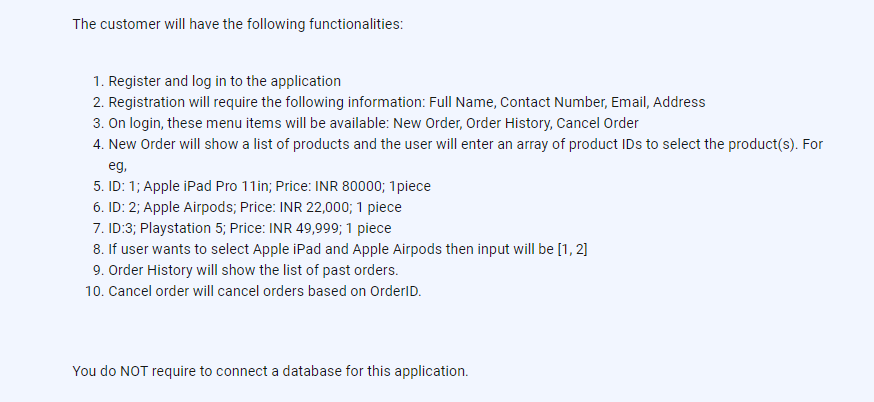 The customer will have the following functionalities:
1. Register and log in to the application
2. Registration will require the following information: Full Name, Contact Number, Email, Address
3. On login, these menu items will be available: New Order, Order History, Cancel Order
4. New Order will show a list of products and the user will enter an array of product IDs to select the product(s). For
eg,
5. ID: 1; Apple iPad Pro 11in; Price: INR 80000; 1piece
6. ID: 2; Apple Airpods; Price: INR 22,000; 1 piece
7. ID:3; Playstation 5; Price: INR 49,999; 1 piece
8. If user wants to select Apple iPad and Apple Airpods then input will be [1, 2]
9. Order History will show the list of past orders.
10. Cancel order will cancel orders based on OrderID.
You do NOT require to connect a database for this application.